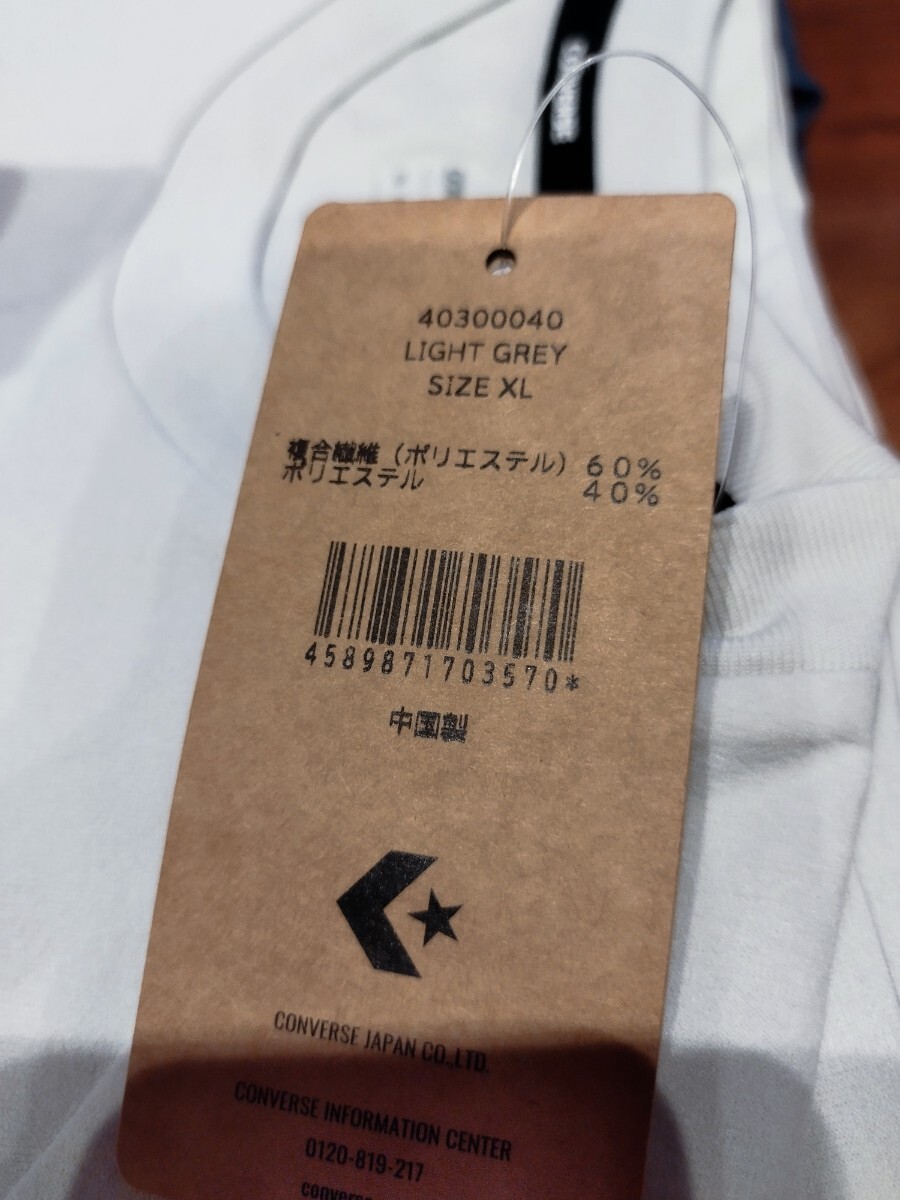 CONVERSE
40300040
LIGHT GREY
SIZE XL
複合繊維（ポリエステル）60%
ポリエステル 40%
4589871703570*
中国製
CONVERSE JAPAN CO.,LTD.
CONVERSE INFORMATION CENTER
0120-819-217